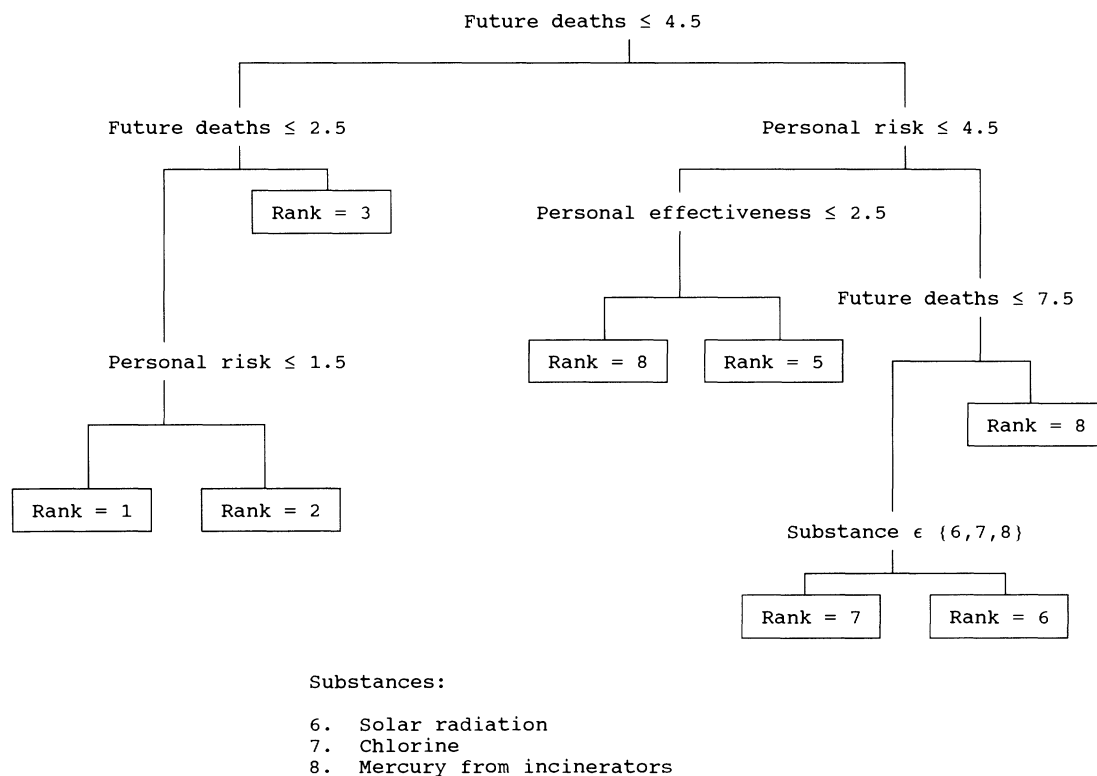 Future deaths ≤ 4.5
Future deaths ≤ 2.5
Personal risk ≤ 4.5
Rank = 3
Personal effectiveness ≤ 2.5
Future deaths ≤ 7.5
Personal risk ≤ 1.5
Rank = 8
Rank = 5
Rank = 8
Rank = 1
Rank = 2
Substance ϵ {6,7,8}
Rank = 7
Rank = 6
Substances:
6. Solar radiation
7. Chlorine
8. Mercury from incinerators